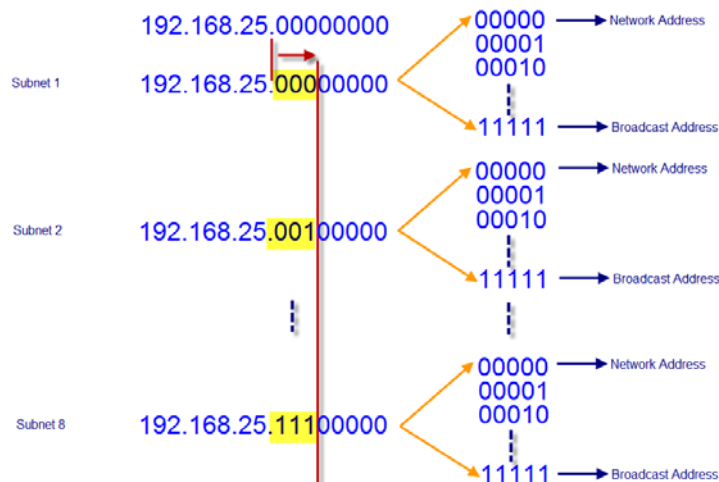 192.168.25.00000000
00000 Network Address
00001
00010
Subnet 1 192.168.25.00000000
11111 Broadcast Address
00000 Network Address
00001
00010
Subnet 2 192.168.25.00100000
11111 Broadcast Address
00000 Network Address
00001
00010
Subnet 8 192.168.25.11100000
11111 Broadcast Address